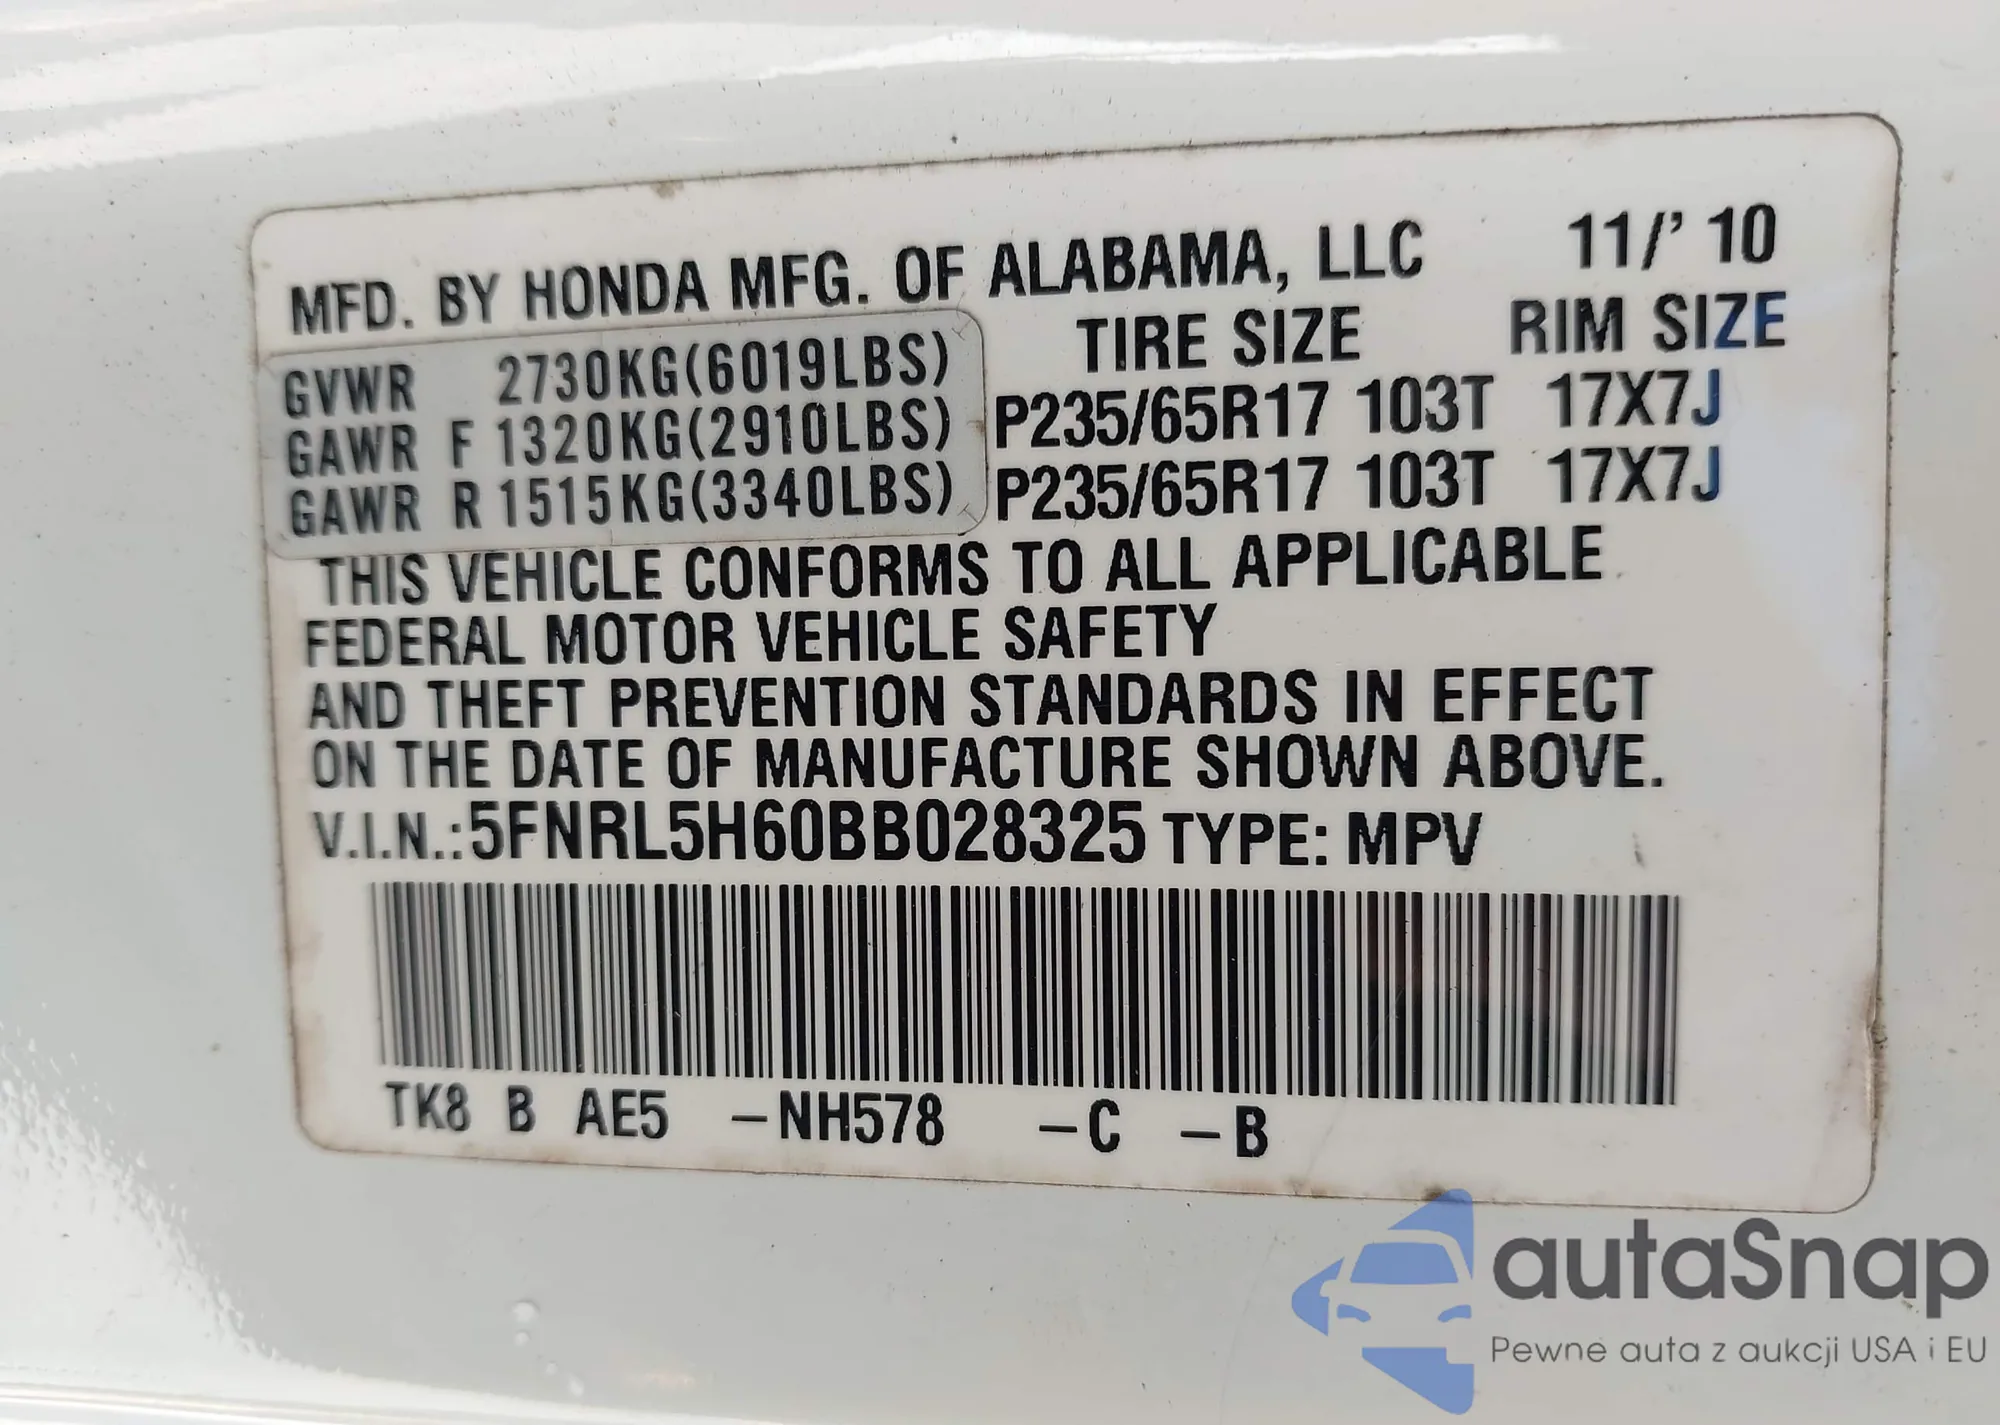 MFD. BY HONDA MFG. OF ALABAMA, LLC 11/'10
TIRE SIZE RIM SIZE
GVWR 2730KG(6019LBS)
GAWR F 1320KG(2910LBS) P235/65R17 103T 17X7J
GAWR R 1515KG(3340LBS) P235/65R17 103T 17X7J
THIS VEHICLE CONFORMS TO ALL APPLICABLE
FEDERAL MOTOR VEHICLE SAFETY
AND THEFT PREVENTION STANDARDS IN EFFECT
ON THE DATE OF MANUFACTURE SHOWN ABOVE.
V.I.N.:5FNRL5H60BB028325 TYPE: MPV
TK8 B AE5 -NH578 -C -B
autaSnap
Pewne auta z aukcji USA i EU